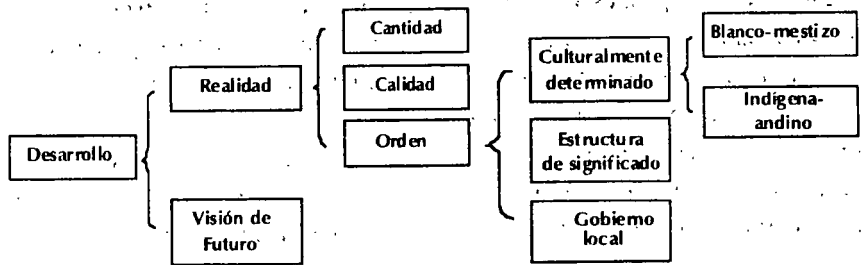 Desarrollo
Realidad
Visión de
Futuro
Cantidad
Calidad
Orden
Culturalmente
determinado
Estructura
de significado
Gobierno
local
Blanco-mestizo
Indígena-
andino